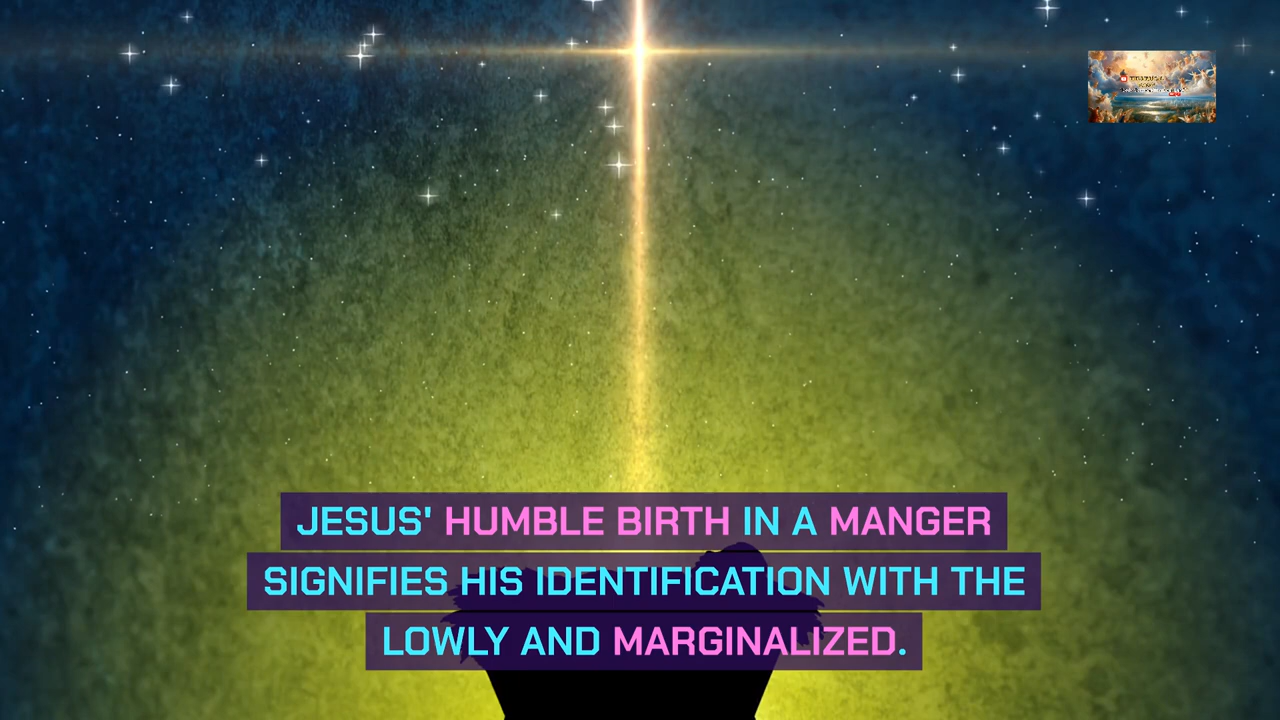 JESUS' HUMBLE BIRTH IN A MANGER
SIGNIFIES HIS IDENTIFICATION WITH THE
LOWLY AND MARGINALIZED.